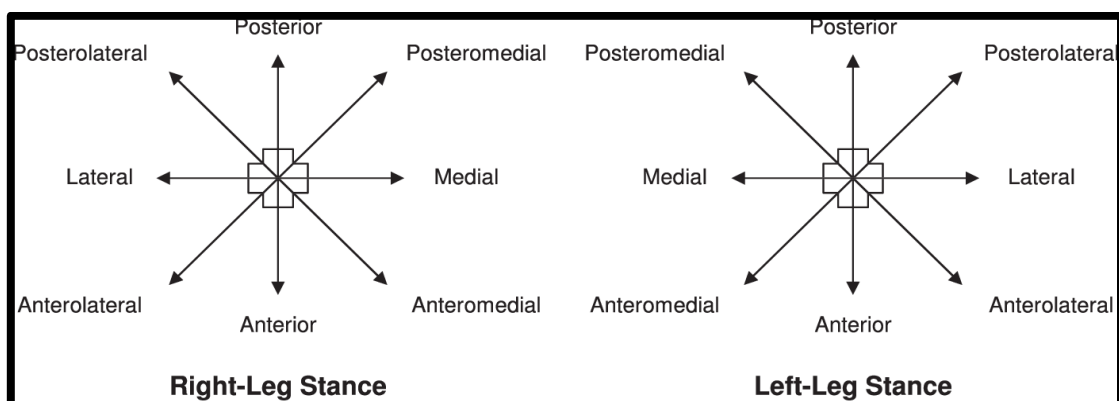 Posterior
Posterolateral
Posteromedial
Lateral
Medial
Anterolateral
Anteromedial
Anterior
Right-Leg Stance
Posterior
Posteromedial
Posterolateral
Medial
Lateral
Anteromedial
Anterolateral
Anterior
Left-Leg Stance